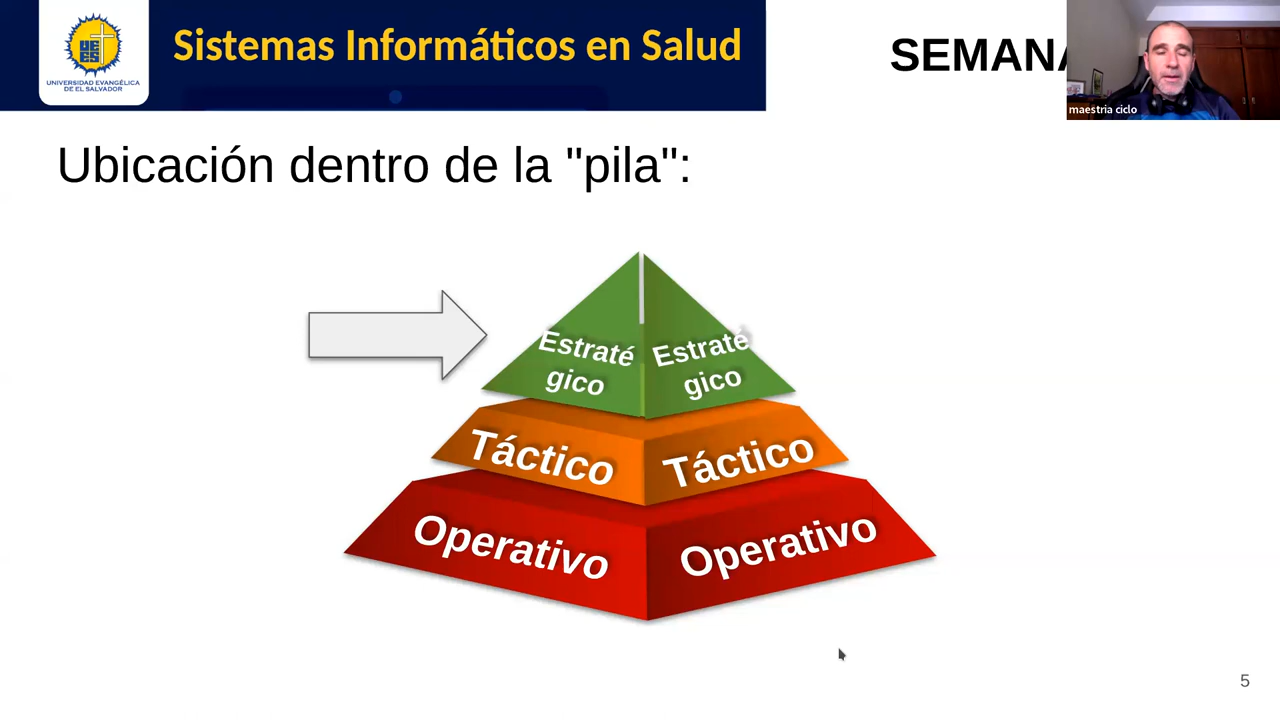 Sistemas Informáticos en Salud
UNIVERSIDAD EVANGÉLICA
DE EL SALVADOR
SEMANA
maestria ciclo
Ubicación dentro de la "pila":
Estraté
gico
Estraté
gico
Táctico
Táctico
Operativo
Operativo
5